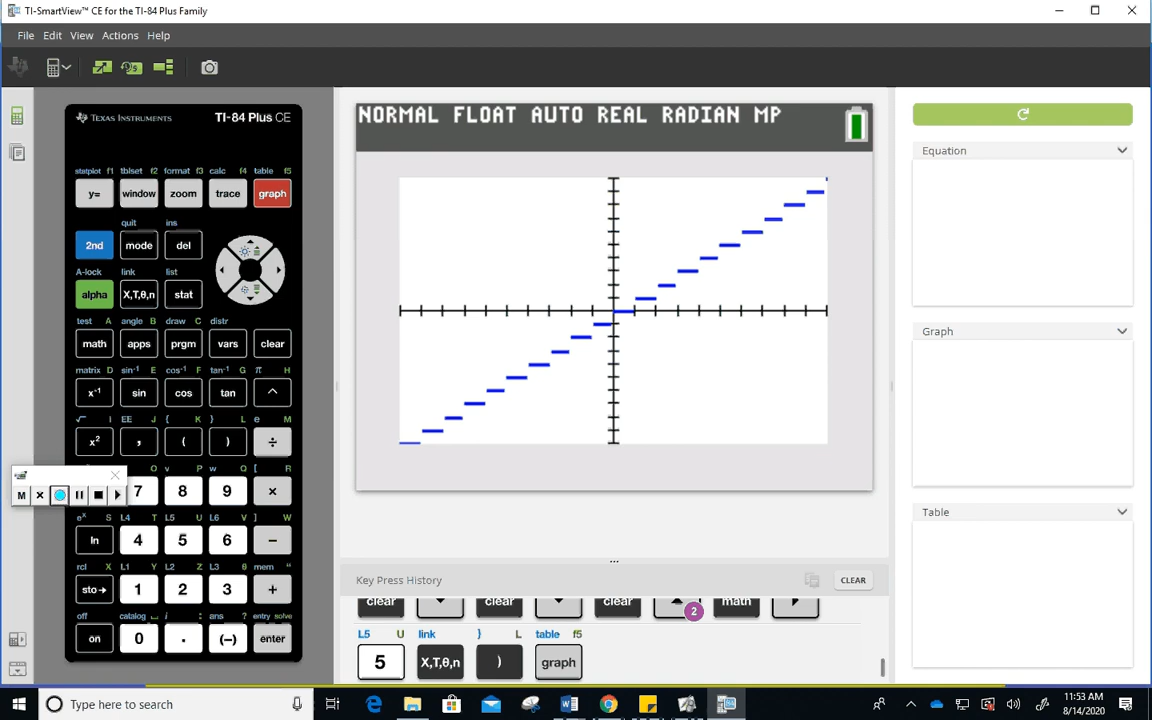 TI-SmartView™ CE for the TI-84 Plus Family
File Edit View Actions Help
TEXAS INSTRUMENTS TI-84 Plus CE
NORMAL FLOAT AUTO REAL RADIAN MP
statplot f1 tblset f2 format f3 calc f4 table f5
y= window zoom trace graph
quit ins
2nd mode del
A-lock link list
alpha X,T,θ,n stat
test A angle B draw C distr
math apps prgm vars clear
matrix D sin⁻¹ E cos⁻¹ F tan⁻¹ G π H
x⁻¹ sin cos tan ^
√ I EE J { K } L e M
x² , ( ) ÷
O v P w Q [ R
M 7 8 9 ×
eˣ S L4 T L5 U L6 V ] W
ln 4 5 6 −
rcl X L1 Y L2 Z L3 θ mem "
sto→ 1 2 3 +
off catalog i : ans ? entry solve
on 0 . (−) enter
Equation
Graph
Table
Key Press History CLEAR
clear clear clear 2 math
L5 U link } L table f5
5 X,T,θ,n ) graph
Type here to search
11:53 AM
8/14/2020